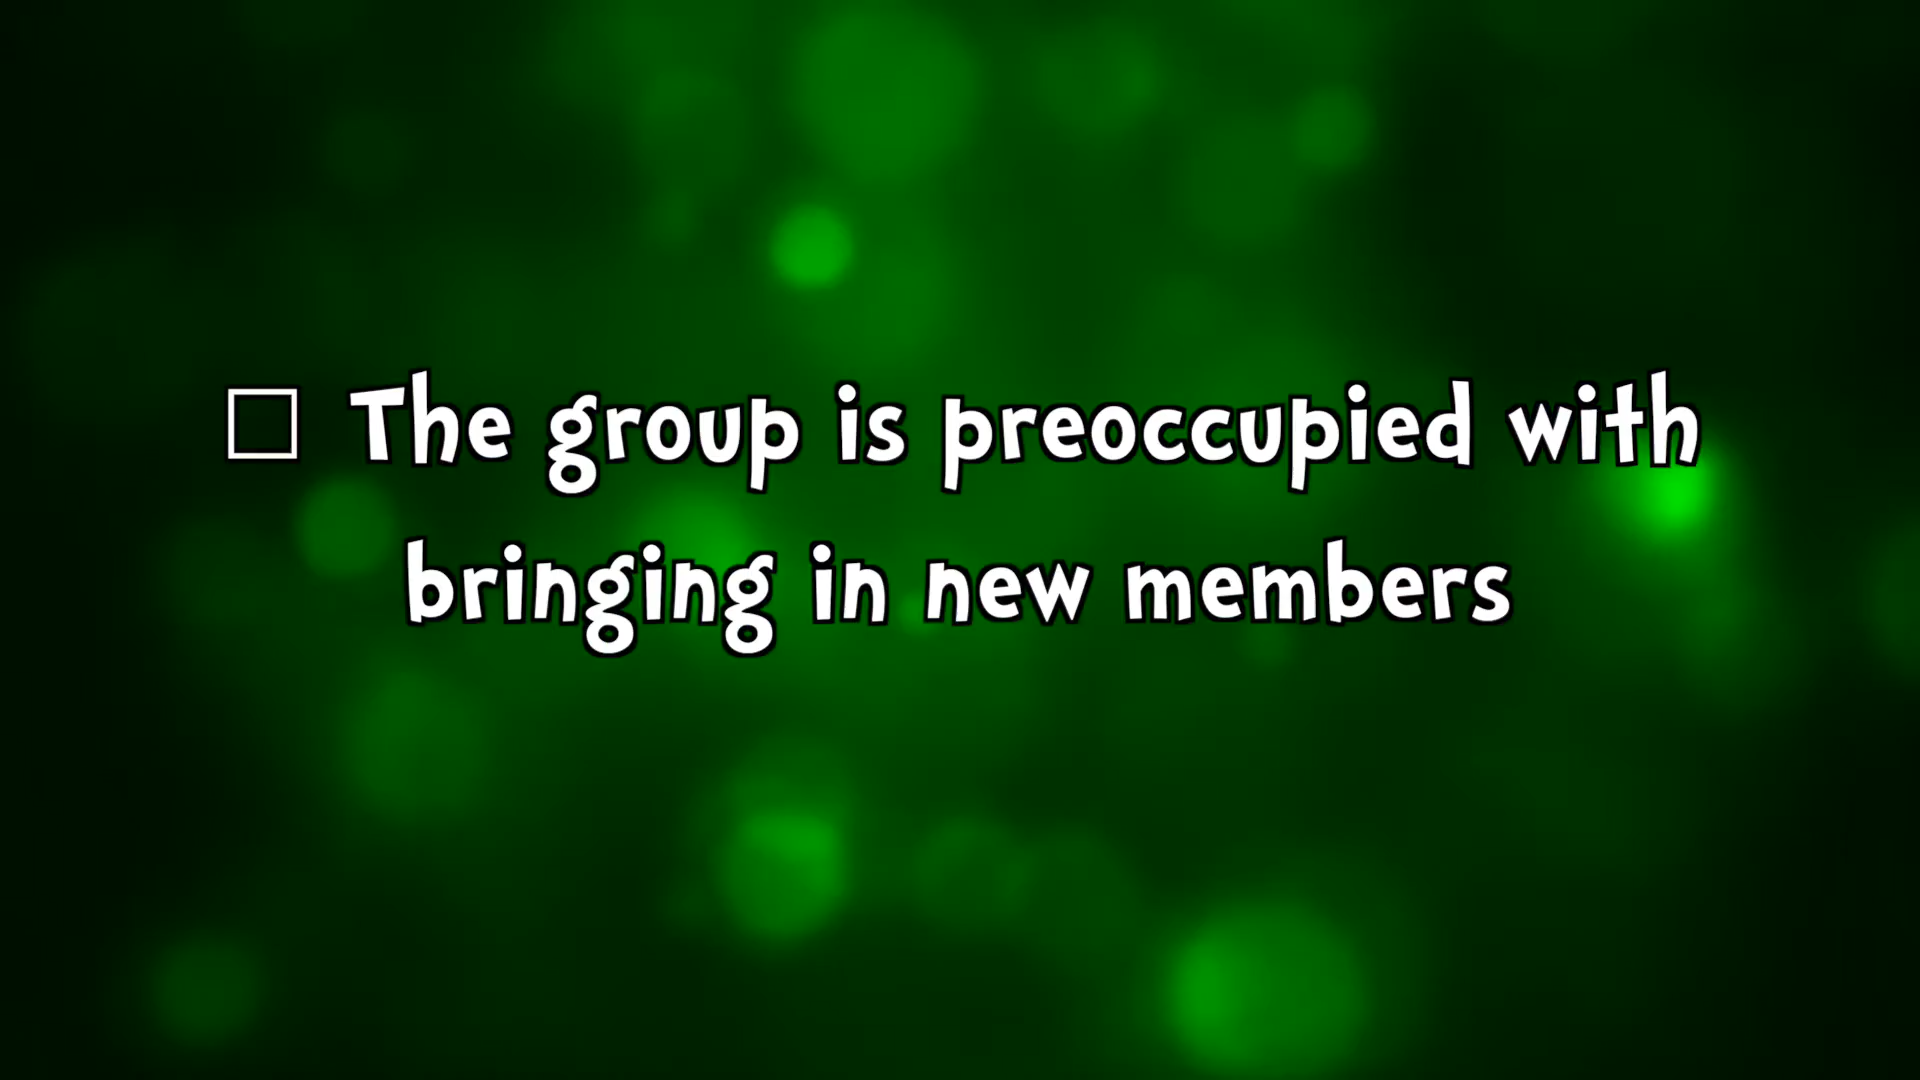 ☐ The group is preoccupied with
bringing in new members